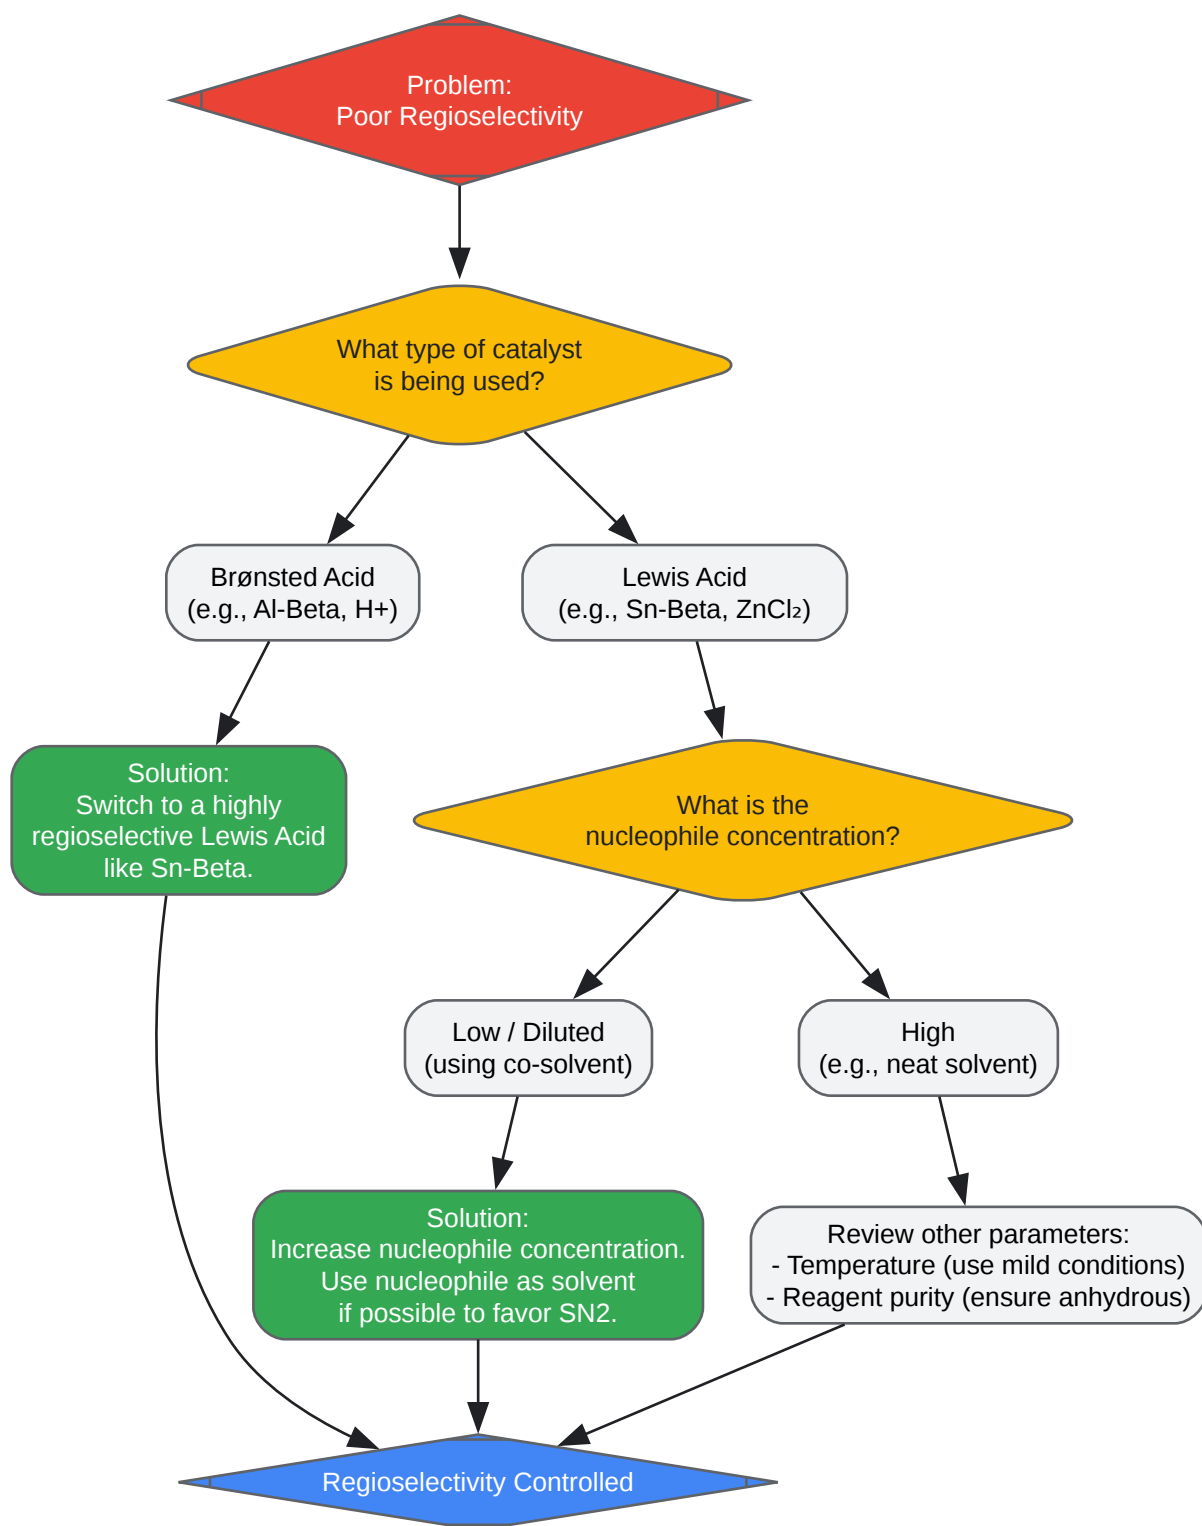 Problem:
Poor Regioselectivity
What type of catalyst
is being used?
Brønsted Acid
(e.g., Al-Beta, H+)
Lewis Acid
(e.g., Sn-Beta, ZnCl₂)
Solution:
Switch to a highly
regioselective Lewis Acid
like Sn-Beta.
What is the
nucleophile concentration?
Low / Diluted
(using co-solvent)
High
(e.g., neat solvent)
Solution:
Increase nucleophile concentration.
Use nucleophile as solvent
if possible to favor SN2.
Review other parameters:
- Temperature (use mild conditions)
- Reagent purity (ensure anhydrous)
Regioselectivity Controlled